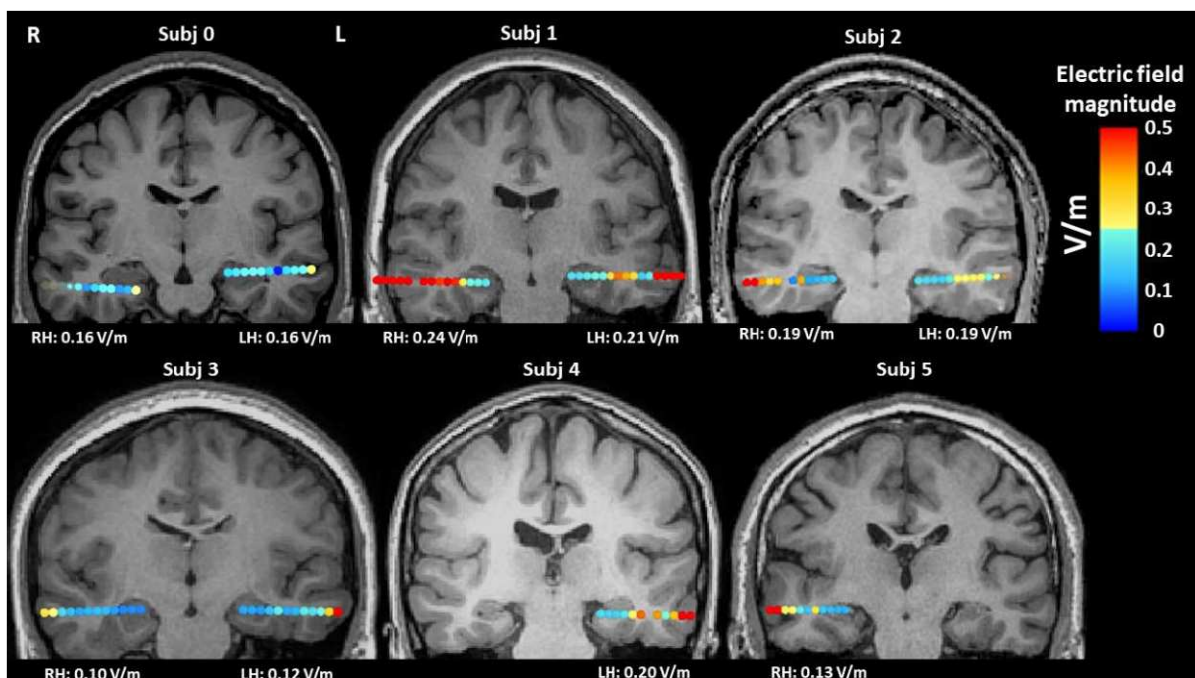 R
Subj 0
L
Subj 1
Subj 2
Electric field
magnitude
0.5
0.4
0.3
0.2
0.1
0
V/m
RH: 0.16 V/m
LH: 0.16 V/m
RH: 0.24 V/m
LH: 0.21 V/m
RH: 0.19 V/m
LH: 0.19 V/m
Subj 3
Subj 4
Subj 5
RH: 0.10 V/m
LH: 0.12 V/m
LH: 0.20 V/m
RH: 0.13 V/m